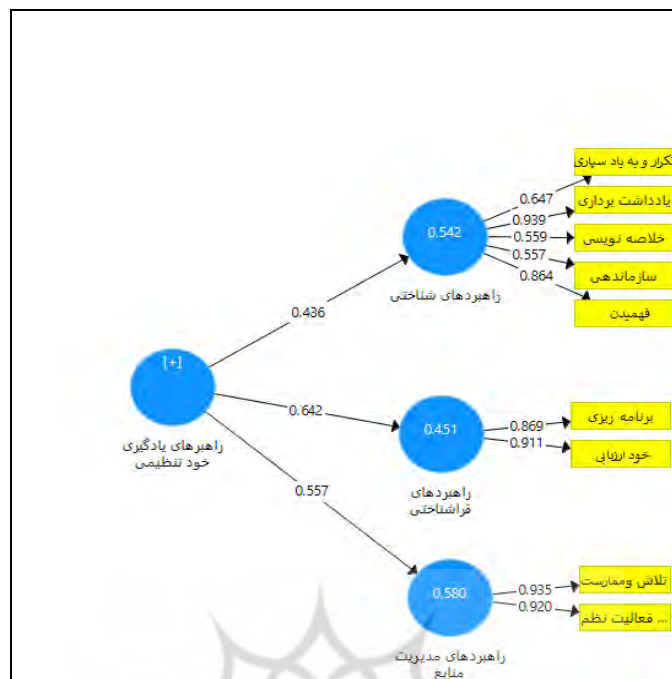 تکرار و به یاد سپاری
0.647
یادداشت برداری
0.939
0.542
خلاصه نویسی
0.559
سازماندهی
0.557
فهمیدن
0.864
راهبردهای شناختی
0.436
[+]
راهبرهای یادگیری
خود تنظیمی
0.642
0.451
برنامه ریزی
0.869
خود ارزیابی
0.911
راهبردهای
فراشناختی
0.557
0.580
تلاش وممارست
0.935
فعالیت نظم ...
0.920
راهبردهای مدیریت
منابع